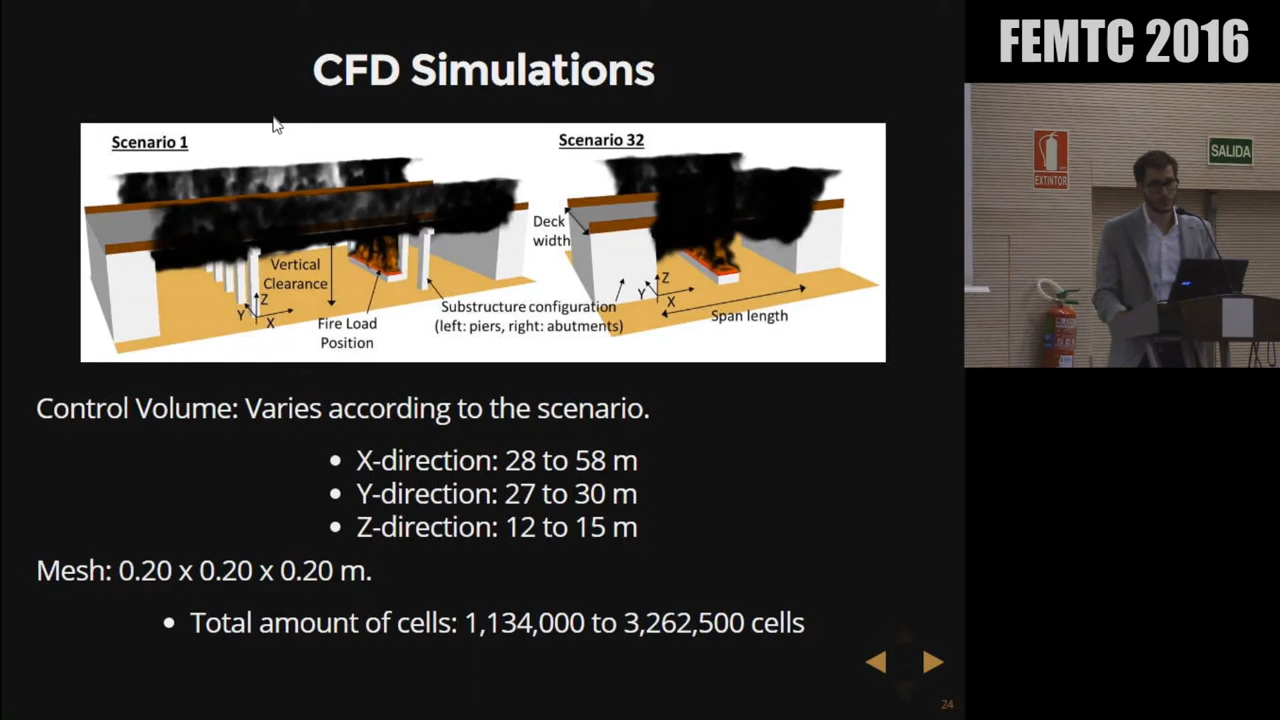 CFD Simulations
FEMTC 2016
Scenario 1
Scenario 32
Deck
width
Vertical
Clearance
Z
Y
X
Fire Load
Position
Substructure configuration
(left: piers, right: abutments)
Z
Y
X
Span length
EXTINTOR
SALIDA
Control Volume: Varies according to the scenario.
• X-direction: 28 to 58 m
• Y-direction: 27 to 30 m
• Z-direction: 12 to 15 m
Mesh: 0.20 x 0.20 x 0.20 m.
• Total amount of cells: 1,134,000 to 3,262,500 cells
24